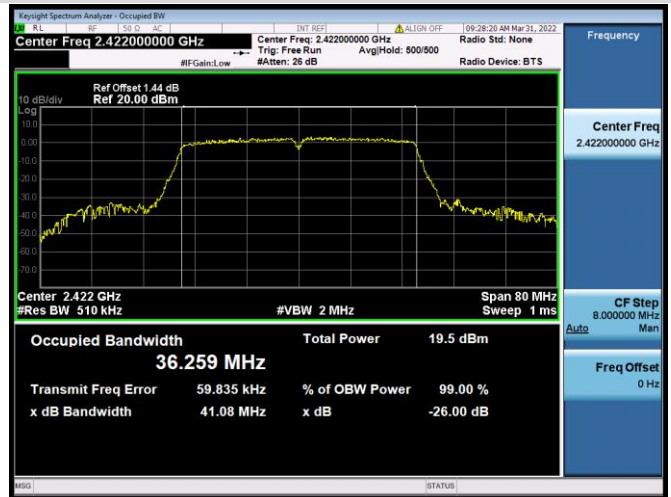 Keysight Spectrum Analyzer - Occupied BW
RL RF 50 Ω AC INT REF ALIGN OFF 09:28:20 AM Mar 31, 2022
Center Freq 2.422000000 GHz
Center Freq: 2.422000000 GHz
Radio Std: None
Trig: Free Run Avg|Hold: 500/500
#IFGain:Low
#Atten: 26 dB
Radio Device: BTS
Frequency
Ref Offset 1.44 dB
10 dB/div Ref 20.00 dBm
Log
10.0
0.00
-10.0
-20.0
-30.0
-40.0
-50.0
-60.0
-70.0
Center 2.422 GHz
Span 80 MHz
#Res BW 510 kHz
#VBW 2 MHz
Sweep 1 ms
Center Freq
2.422000000 GHz
CF Step
8.000000 MHz
Auto Man
Freq Offset
0 Hz
Occupied Bandwidth
Total Power 19.5 dBm
36.259 MHz
Transmit Freq Error 59.835 kHz
% of OBW Power 99.00 %
x dB Bandwidth 41.08 MHz
x dB -26.00 dB
MSG
STATUS